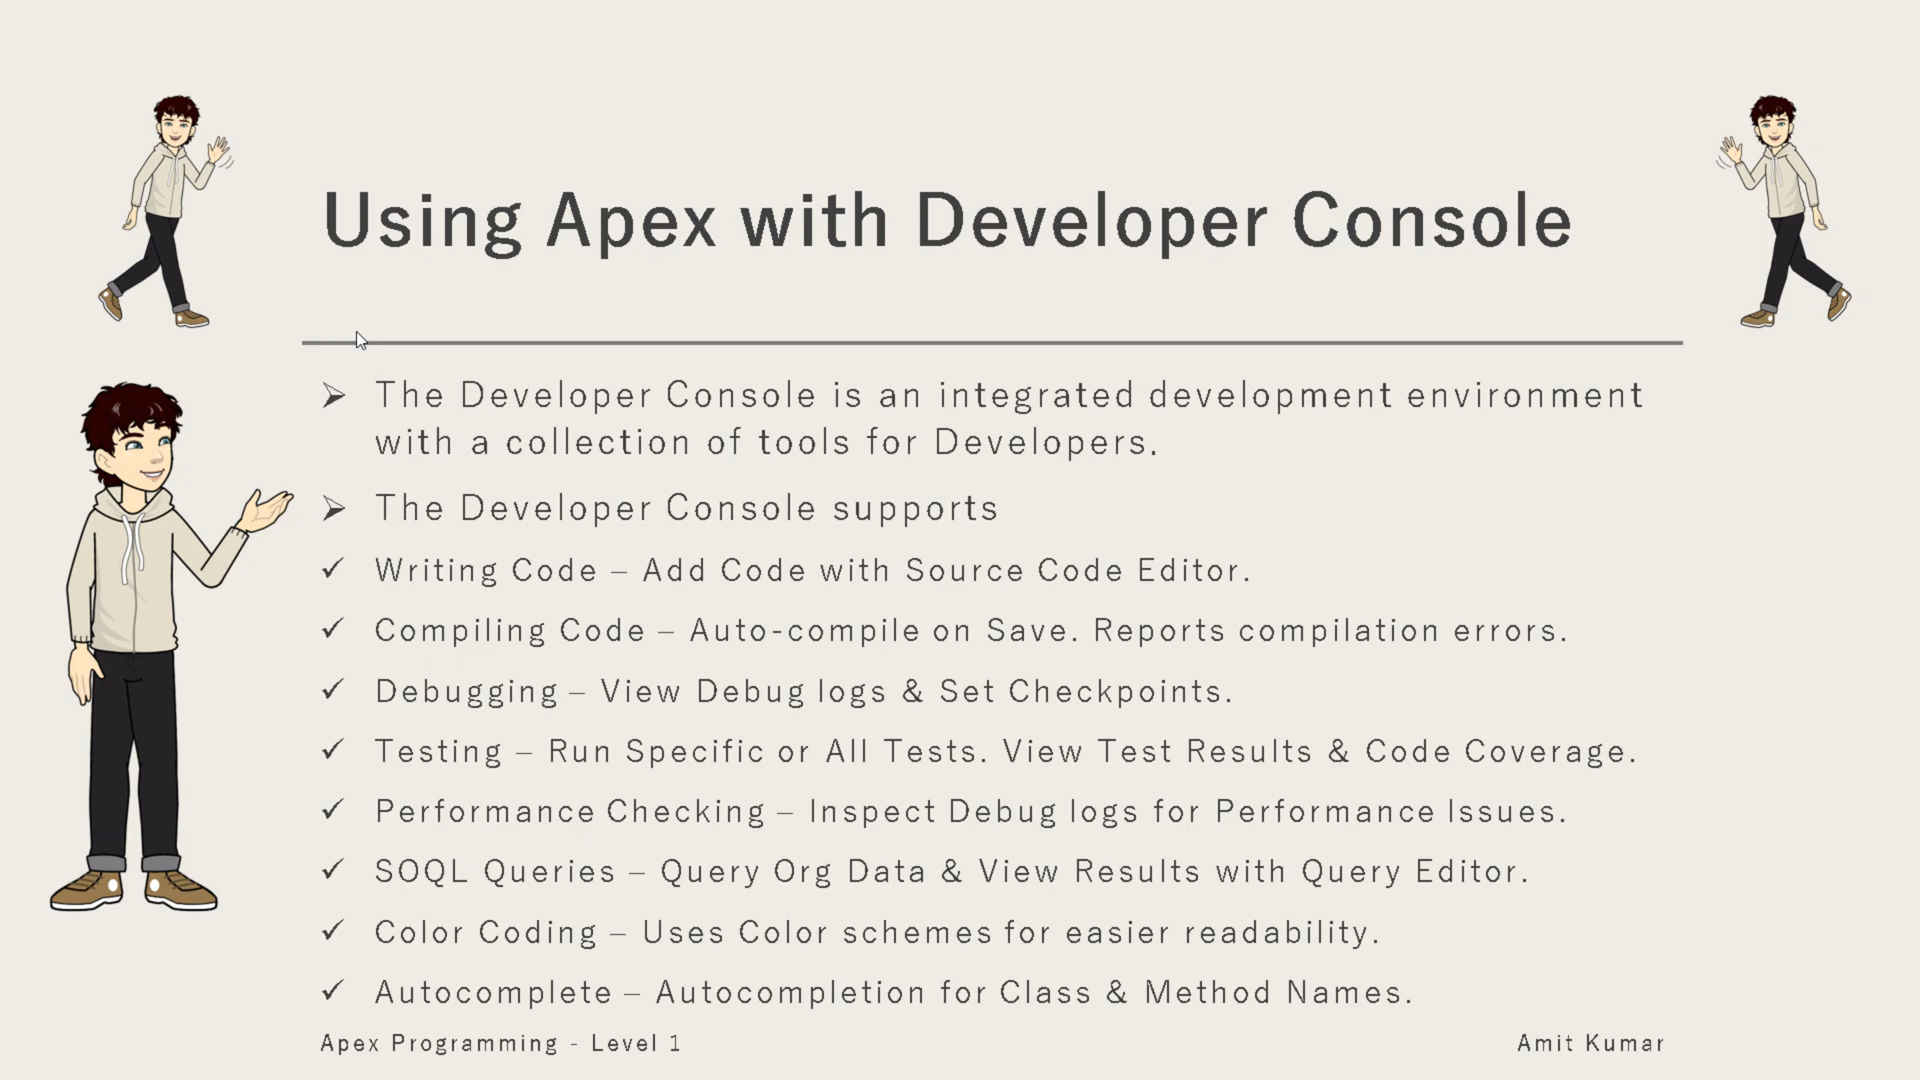 Using Apex with Developer Console
➢ The Developer Console is an integrated development environment
with a collection of tools for Developers.
➢ The Developer Console supports
✓ Writing Code – Add Code with Source Code Editor.
✓ Compiling Code – Auto-compile on Save. Reports compilation errors.
✓ Debugging – View Debug logs & Set Checkpoints.
✓ Testing – Run Specific or All Tests. View Test Results & Code Coverage.
✓ Performance Checking – Inspect Debug logs for Performance Issues.
✓ SOQL Queries – Query Org Data & View Results with Query Editor.
✓ Color Coding – Uses Color schemes for easier readability.
✓ Autocomplete – Autocompletion for Class & Method Names.
Apex Programming - Level 1
Amit Kumar